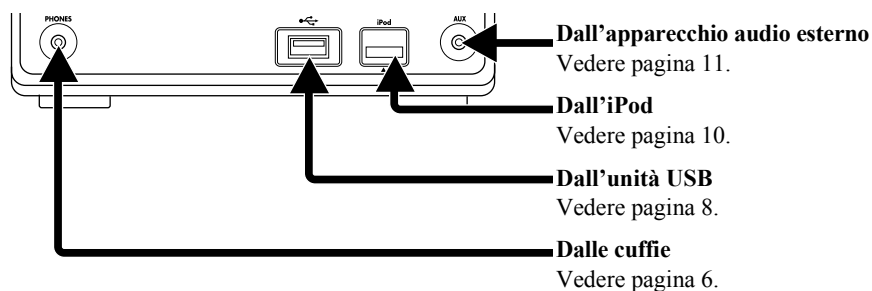 PHONES
iPod
AUX
Dall'apparecchio audio esterno
Vedere pagina 11.
Dall'iPod
Vedere pagina 10.
Dall'unità USB
Vedere pagina 8.
Dalle cuffie
Vedere pagina 6.